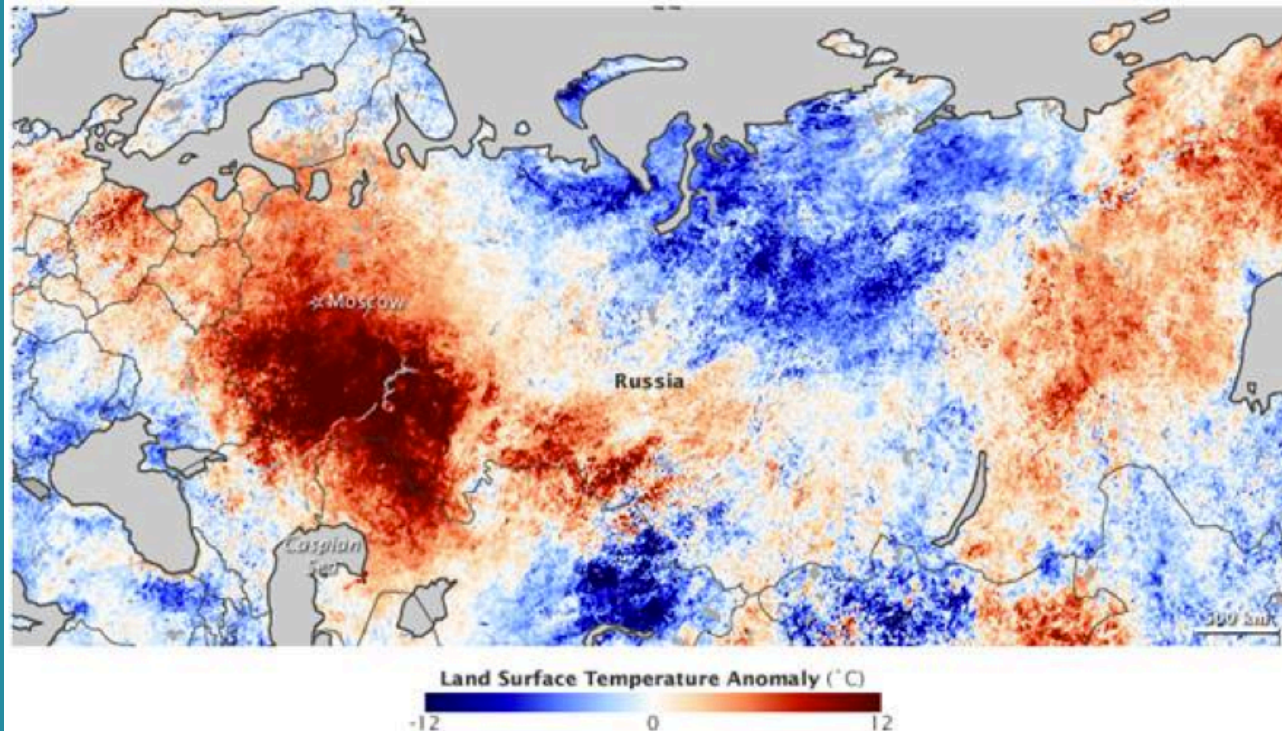 Moscow
Russia
Caspian
Sea
500 km
Land Surface Temperature Anomaly (˚C)
-12 0 12